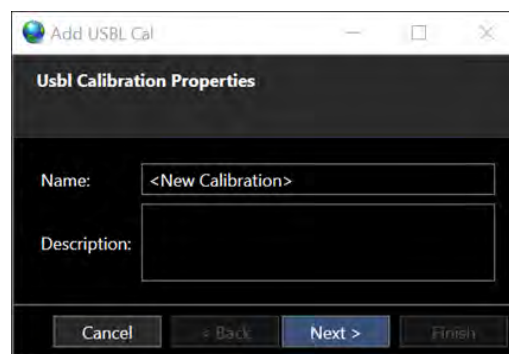 Add USBL Cal
Usbl Calibration Properties
Name: <New Calibration>
Description:
Cancel < Back Next > Finish